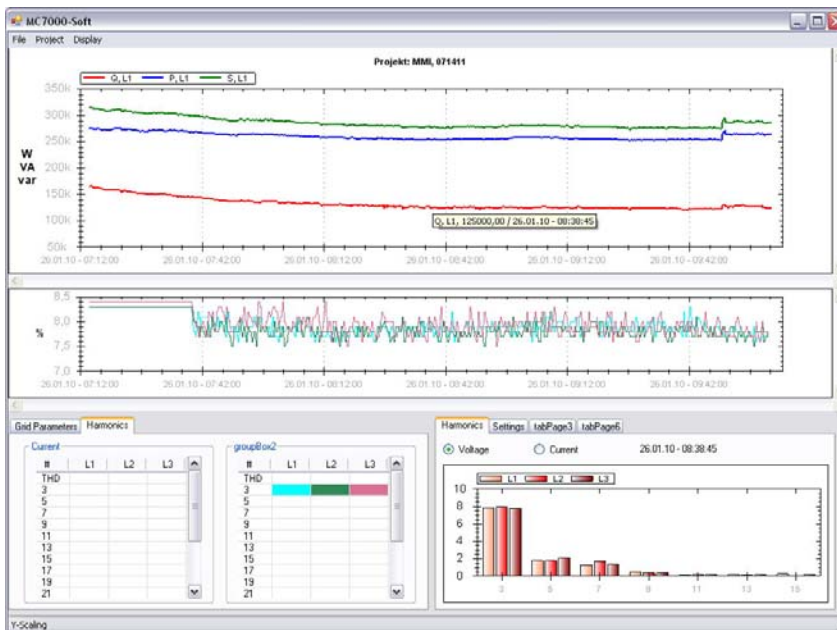 MC7000-Soft
File Project Display
Projekt: MMI, 071411
Q, L1 P, L1 S, L1
350k
300k
250k
200k
150k
100k
50k
W
VA
var
Q, L1, 125000,00 / 26.01.10 - 08:38:45
26.01.10 - 07:12:00 26.01.10 - 07:42:00 26.01.10 - 08:12:00 26.01.10 - 08:42:00 26.01.10 - 09:12:00 26.01.10 - 09:42:00
8,5
8,0
7,5
7,0
%
26.01.10 - 07:12:00 26.01.10 - 07:42:00 26.01.10 - 08:12:00 26.01.10 - 08:42:00 26.01.10 - 09:12:00 26.01.10 - 09:42:00
Grid Parameters Harmonics
Current
# L1 L2 L3
THD
3
5
7
9
11
13
15
17
19
21
groupBox2
# L1 L2 L3
THD
3
5
7
9
11
13
15
17
19
21
Harmonics Settings tabPage3 tabPage6
Voltage Current 26.01.10 - 08:38:45
L1 L2 L3
10
8
6
4
2
0
3 5 7 9 11 13 15
Y-Scaling